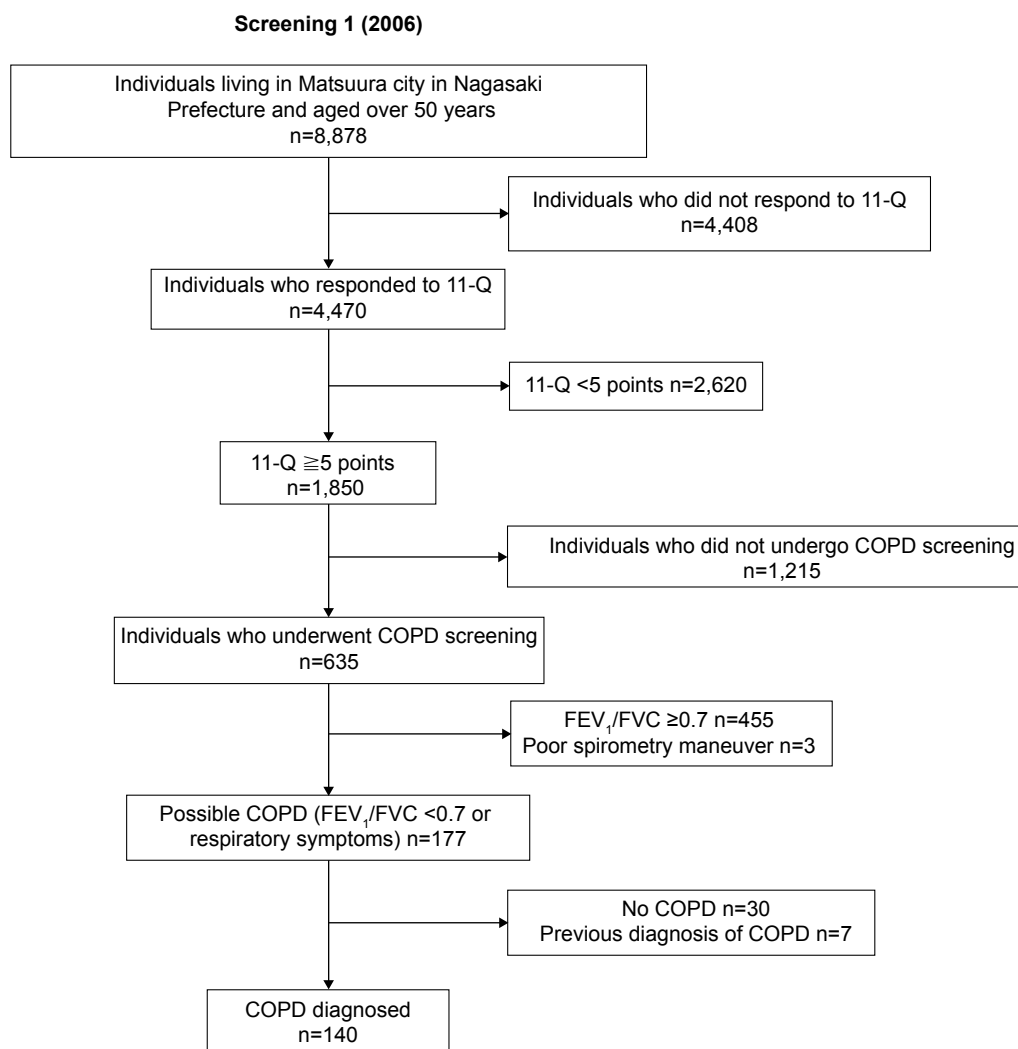 Screening 1 (2006)
Individuals living in Matsuura city in Nagasaki
Prefecture and aged over 50 years
n=8,878
Individuals who did not respond to 11-Q
n=4,408
Individuals who responded to 11-Q
n=4,470
11-Q <5 points n=2,620
11-Q ≧5 points
n=1,850
Individuals who did not undergo COPD screening
n=1,215
Individuals who underwent COPD screening
n=635
FEV₁/FVC ≥0.7 n=455
Poor spirometry maneuver n=3
Possible COPD (FEV₁/FVC <0.7 or
respiratory symptoms) n=177
No COPD n=30
Previous diagnosis of COPD n=7
COPD diagnosed
n=140